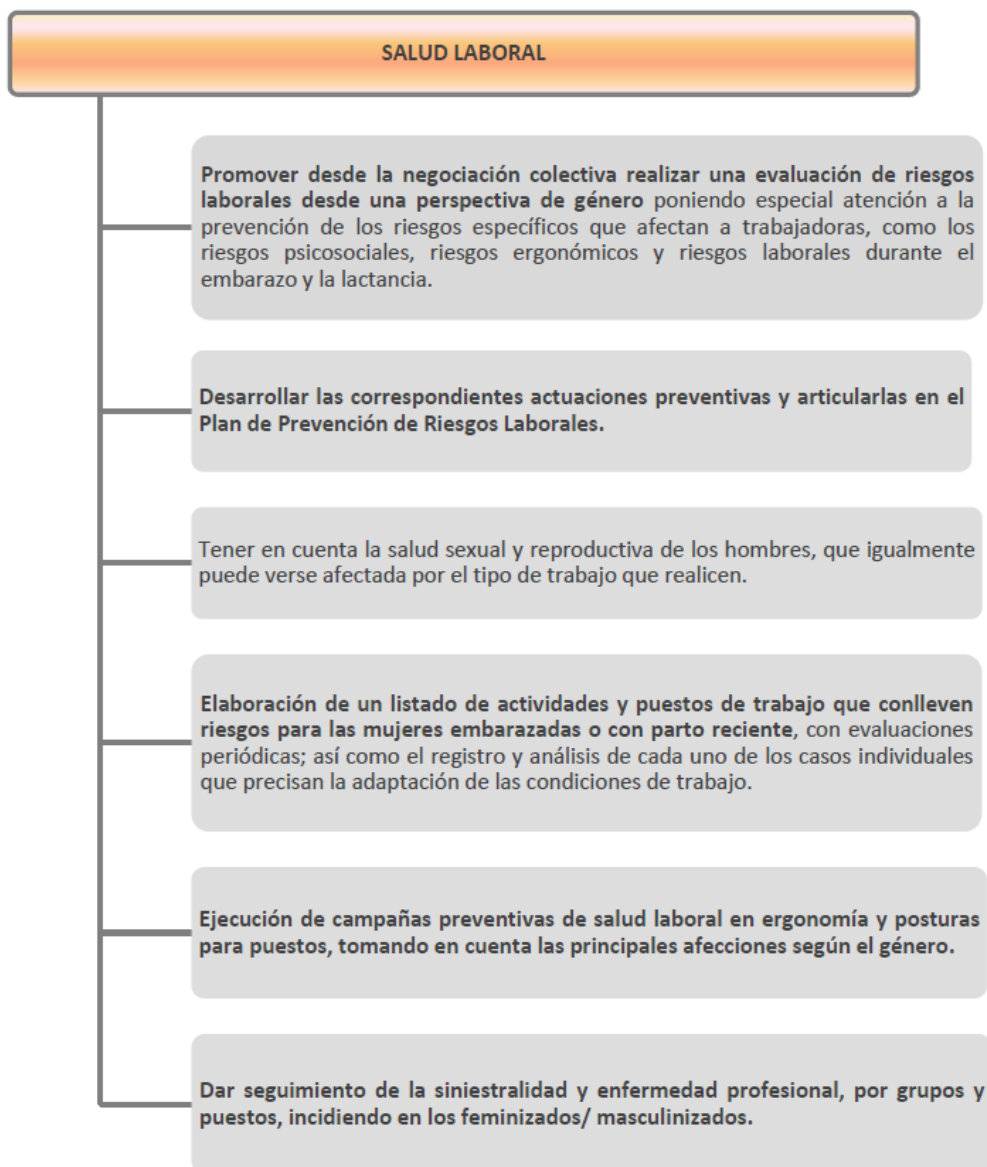 SALUD LABORAL
Promover desde la negociación colectiva realizar una evaluación de riesgos
laborales desde una perspectiva de género poniendo especial atención a la
prevención de los riesgos específicos que afectan a trabajadoras, como los
riesgos psicosociales, riesgos ergonómicos y riesgos laborales durante el
embarazo y la lactancia.
Desarrollar las correspondientes actuaciones preventivas y articularlas en el
Plan de Prevención de Riesgos Laborales.
Tener en cuenta la salud sexual y reproductiva de los hombres, que igualmente
puede verse afectada por el tipo de trabajo que realicen.
Elaboración de un listado de actividades y puestos de trabajo que conlleven
riesgos para las mujeres embarazadas o con parto reciente, con evaluaciones
periódicas; así como el registro y análisis de cada uno de los casos individuales
que precisan la adaptación de las condiciones de trabajo.
Ejecución de campañas preventivas de salud laboral en ergonomía y posturas
para puestos, tomando en cuenta las principales afecciones según el género.
Dar seguimiento de la siniestralidad y enfermedad profesional, por grupos y
puestos, incidiendo en los feminizados/ masculinizados.